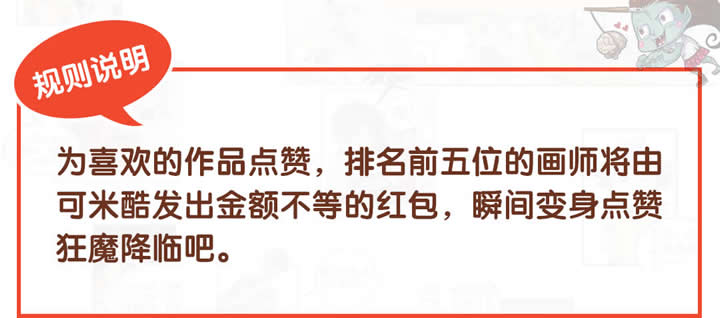 规则说明
为喜欢的作品点赞，排名前五位的画师将由
可米酷发出金额不等的红包，瞬间变身点赞
狂魔降临吧。